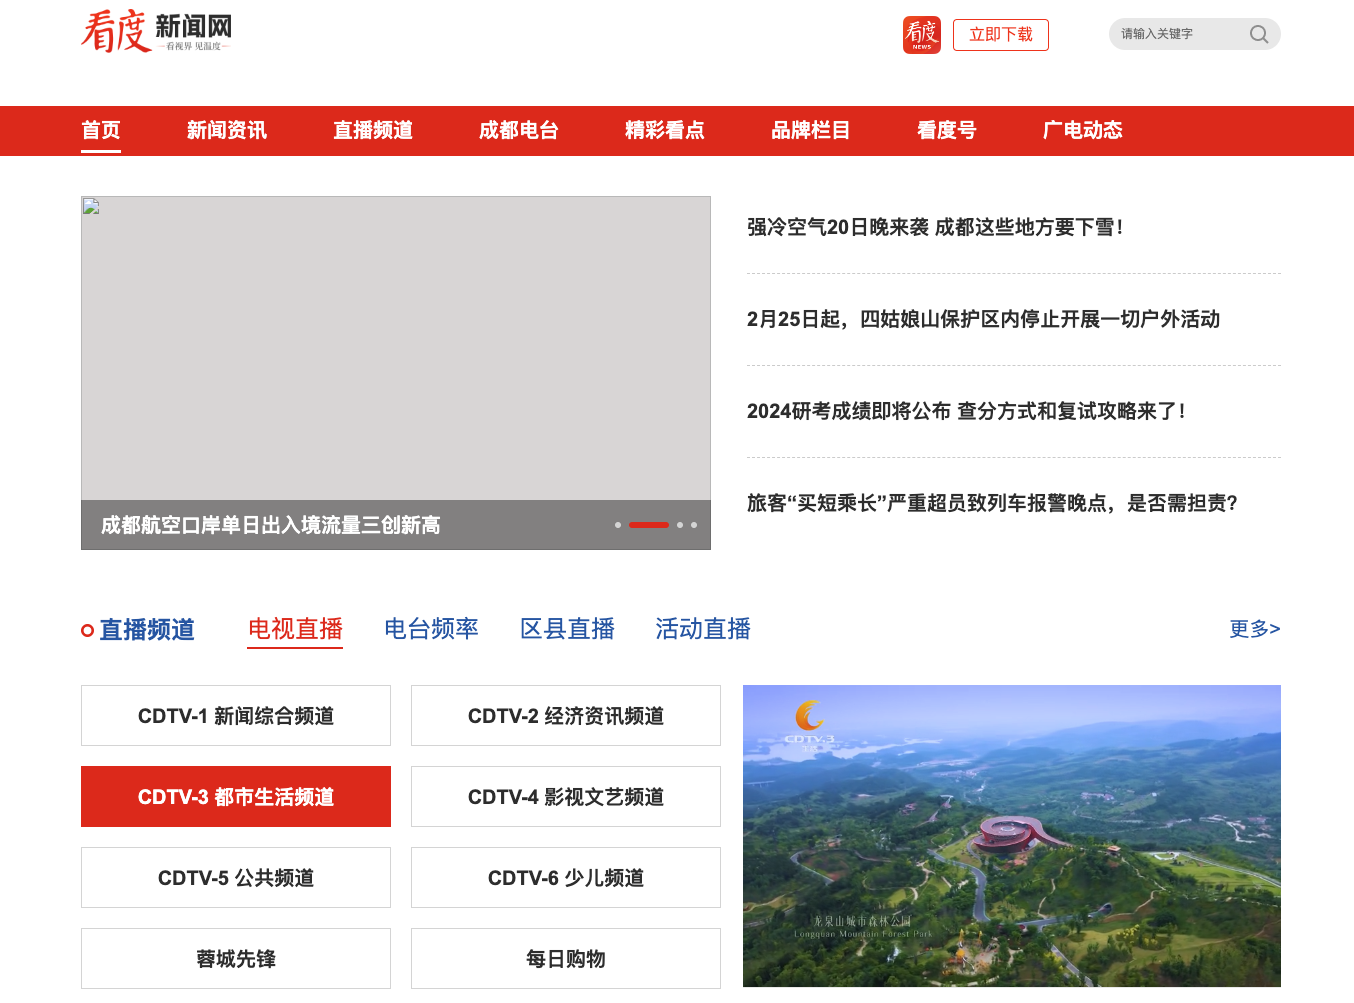 看度 新闻网
看视界 见温度
看度
NEWS
立即下载
请输入关键字
首页 新闻资讯 直播频道 成都电台 精彩看点 品牌栏目 看度号 广电动态
强冷空气20日晚来袭 成都这些地方要下雪！
2月25日起，四姑娘山保护区内停止开展一切户外活动
2024研考成绩即将公布 查分方式和复试攻略来了！
旅客“买短乘长”严重超员致列车报警晚点，是否需担责？
成都航空口岸单日出入境流量三创新高
直播频道 电视直播 电台频率 区县直播 活动直播 更多>
CDTV-1 新闻综合频道
CDTV-2 经济资讯频道
CDTV-3 都市生活频道
CDTV-4 影视文艺频道
CDTV-5 公共频道
CDTV-6 少儿频道
蓉城先锋
每日购物
CDTV-3
生活
龙泉山城市森林公园
Longquan Mountain Forest Park